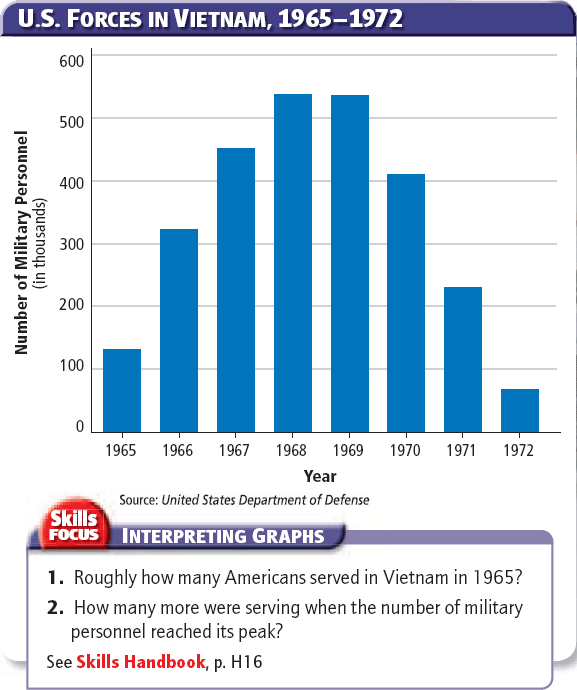 U.S. FORCES IN VIETNAM, 1965–1972
Number of Military Personnel
(in thousands)
600
500
400
300
200
100
0
1965 1966 1967 1968 1969 1970 1971 1972
Year
Source: United States Department of Defense
Skills
FOCUS
INTERPRETING GRAPHS
1. Roughly how many Americans served in Vietnam in 1965?
2. How many more were serving when the number of military
personnel reached its peak?
See Skills Handbook, p. H16